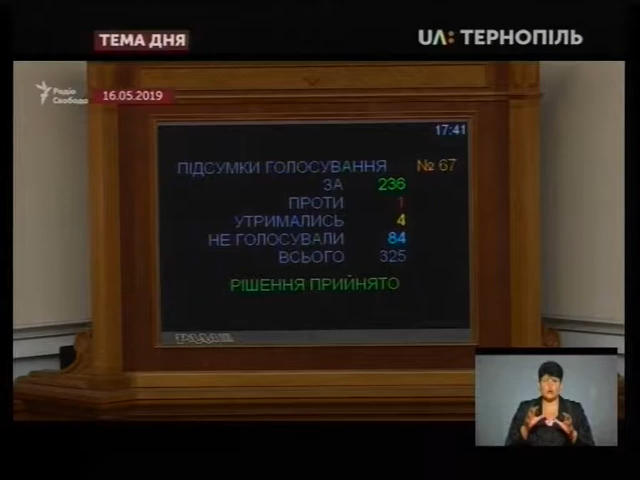 ТЕМА ДНЯ
UA: ТЕРНОПІЛЬ
Радіо
Свобода
16.05.2019
17:41
ПІДСУМКИ ГОЛОСУВАННЯ № 67
ЗА 236
ПРОТИ 1
УТРИМАЛИСЬ 4
НЕ ГОЛОСУВАЛИ 84
ВСЬОГО 325
РІШЕННЯ ПРИЙНЯТО